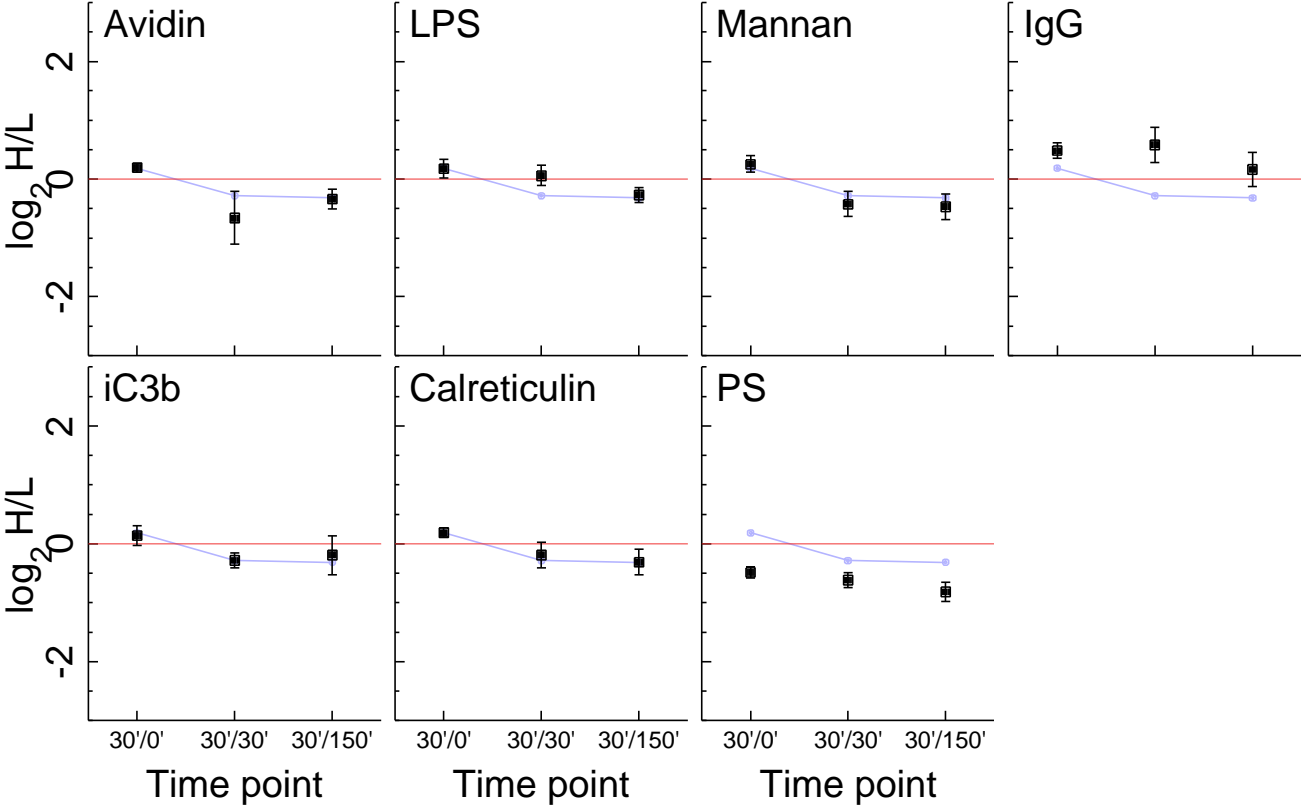 Avidin
LPS
Mannan
IgG
log2 H/L
2
0
-2
iC3b
Calreticulin
PS
log2 H/L
2
0
-2
30'/0' 30'/30' 30'/150'
30'/0' 30'/30' 30'/150'
30'/0' 30'/30' 30'/150'
Time point
Time point
Time point